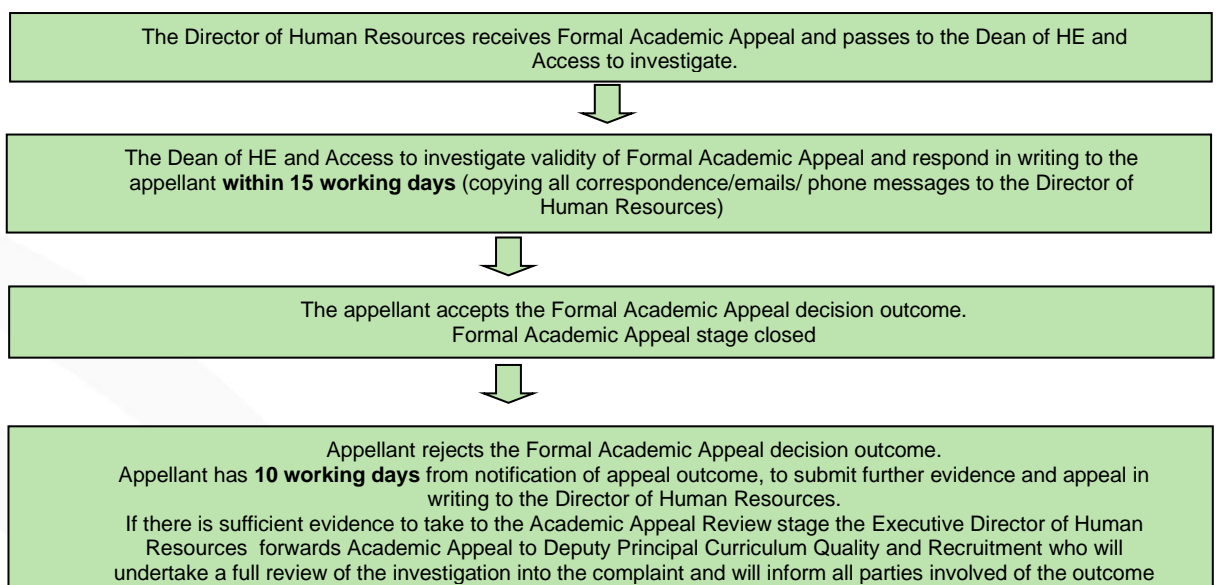 The Director of Human Resources receives Formal Academic Appeal and passes to the Dean of HE and
Access to investigate.
The Dean of HE and Access to investigate validity of Formal Academic Appeal and respond in writing to the
appellant within 15 working days (copying all correspondence/emails/ phone messages to the Director of
Human Resources)
The appellant accepts the Formal Academic Appeal decision outcome.
Formal Academic Appeal stage closed
Appellant rejects the Formal Academic Appeal decision outcome.
Appellant has 10 working days from notification of appeal outcome, to submit further evidence and appeal in
writing to the Director of Human Resources.
If there is sufficient evidence to take to the Academic Appeal Review stage the Executive Director of Human
Resources  forwards Academic Appeal to Deputy Principal Curriculum Quality and Recruitment who will
undertake a full review of the investigation into the complaint and will inform all parties involved of the outcome